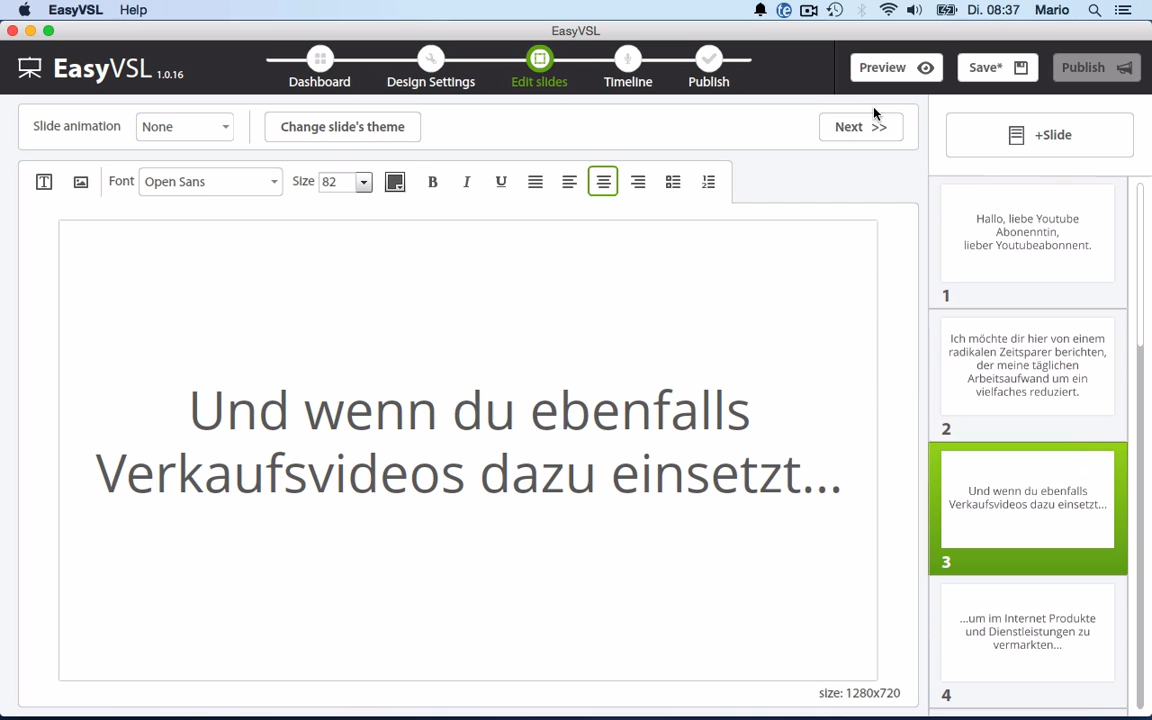 EasyVSL Help Di. 08:37 Mario
EasyVSL
EasyVSL 1.0.16
Dashboard
Design Settings
Edit slides
Timeline
Publish
Preview
Save*
Publish
Slide animation None Change slide's theme Next >>
+Slide
Font Open Sans Size 82 B I U
Und wenn du ebenfalls
Verkaufsvideos dazu einsetzt...
size: 1280x720
Hallo, liebe Youtube
Abonenntin,
lieber Youtubeabonnent.
1
Ich möchte dir hier von einem
radikalen Zeitsparer berichten,
der meine täglichen
Arbeitsaufwand um ein
vielfaches reduziert.
2
Und wenn du ebenfalls
Verkaufsvideos dazu einsetzt...
3
...um im Internet Produkte
und Dienstleistungen zu
vermarkten...
4